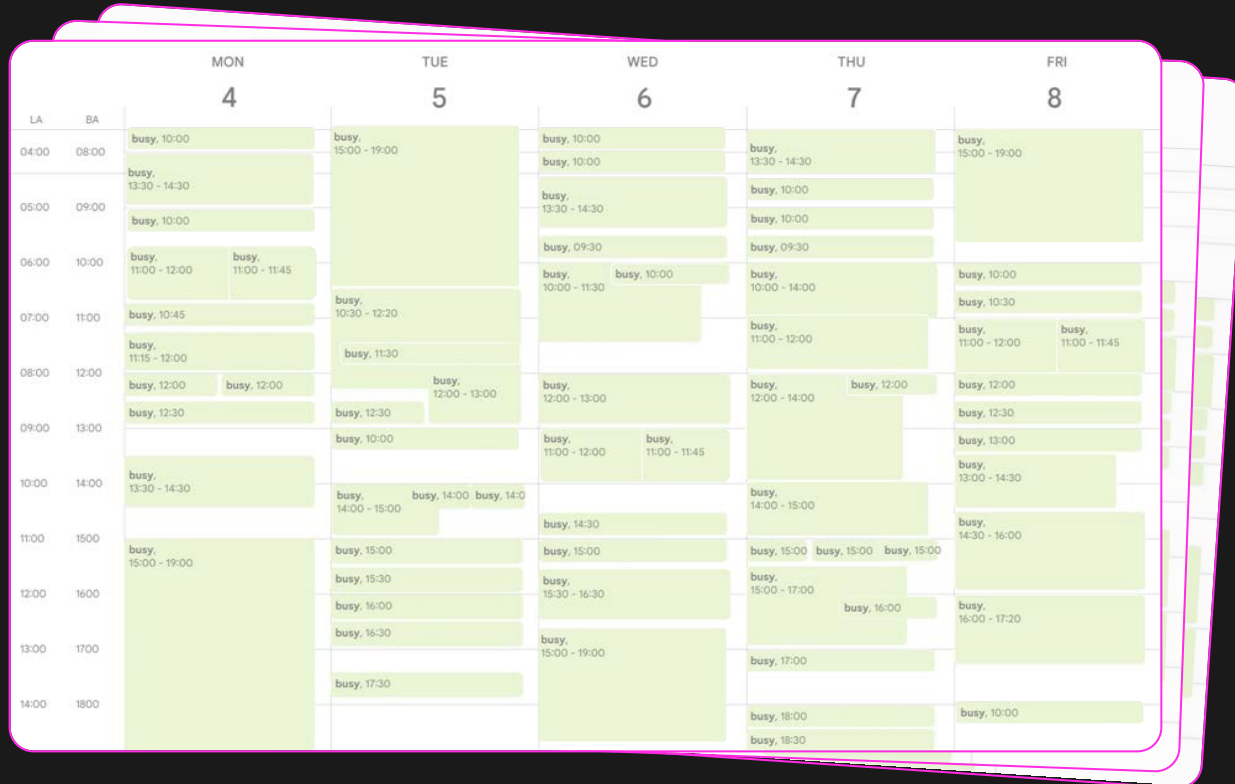 MON
TUE
WED
THU
FRI
4
5
6
7
8
LA
BA
04:00
08:00
05:00
09:00
06:00
10:00
07:00
11:00
08:00
12:00
09:00
13:00
10:00
14:00
11:00
1500
12:00
1600
13:00
1700
14:00
1800
busy, 10:00
busy,
13:30 - 14:30
busy, 10:00
busy,
11:00 - 12:00
busy,
11:00 - 11:45
busy, 10:45
busy,
11:15 - 12:00
busy, 12:00
busy, 12:00
busy, 12:30
busy,
13:30 - 14:30
busy,
15:00 - 19:00
busy,
15:00 - 19:00
busy,
10:30 - 12:20
busy, 11:30
busy,
12:00 - 13:00
busy, 12:30
busy, 10:00
busy,
14:00 - 15:00
busy, 14:00
busy, 14:0
busy, 15:00
busy, 15:30
busy, 16:00
busy, 16:30
busy, 17:30
busy, 10:00
busy, 10:00
busy,
13:30 - 14:30
busy, 09:30
busy,
10:00 - 11:30
busy, 10:00
busy,
12:00 - 13:00
busy,
11:00 - 12:00
busy,
11:00 - 11:45
busy, 14:30
busy, 15:00
busy,
15:30 - 16:30
busy,
15:00 - 19:00
busy,
13:30 - 14:30
busy, 10:00
busy, 10:00
busy, 09:30
busy,
10:00 - 14:00
busy,
11:00 - 12:00
busy,
12:00 - 14:00
busy, 12:00
busy,
14:00 - 15:00
busy, 15:00
busy, 15:00
busy, 15:00
busy,
15:00 - 17:00
busy, 16:00
busy, 17:00
busy, 18:00
busy, 18:30
busy,
15:00 - 19:00
busy, 10:00
busy, 10:30
busy,
11:00 - 12:00
busy,
11:00 - 11:45
busy, 12:00
busy, 12:30
busy, 13:00
busy,
13:00 - 14:30
busy,
14:30 - 16:00
busy,
16:00 - 17:20
busy, 10:00